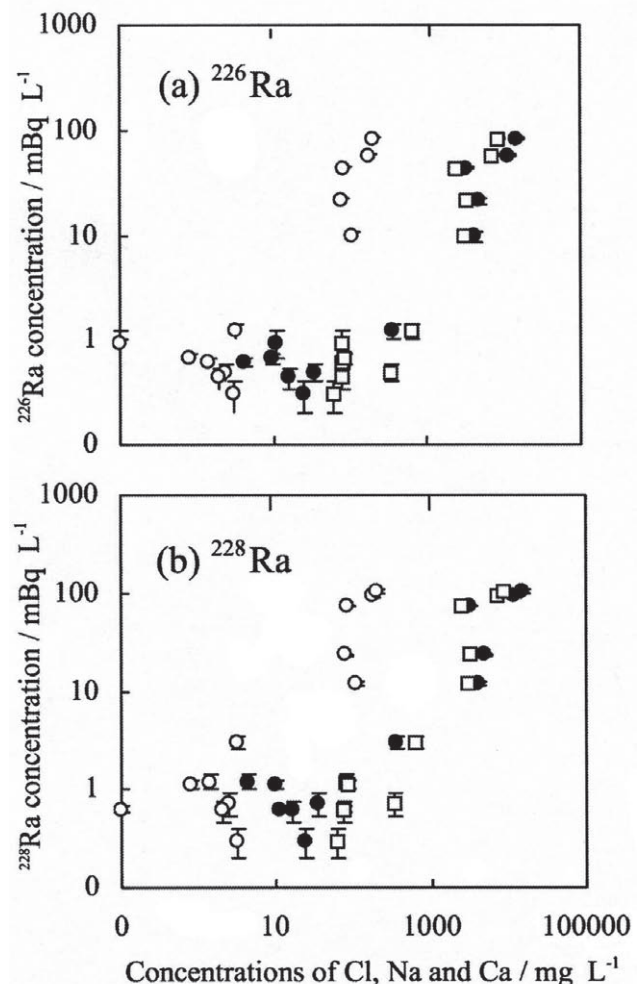 1000
(a) ²²⁶Ra
100
10
1
0
²²⁶Ra concentration / mBq L⁻¹
1000
(b) ²²⁸Ra
100
10
1
0
²²⁸Ra concentration / mBq L⁻¹
0 10 1000 100000
Concentrations of Cl, Na and Ca / mg L⁻¹